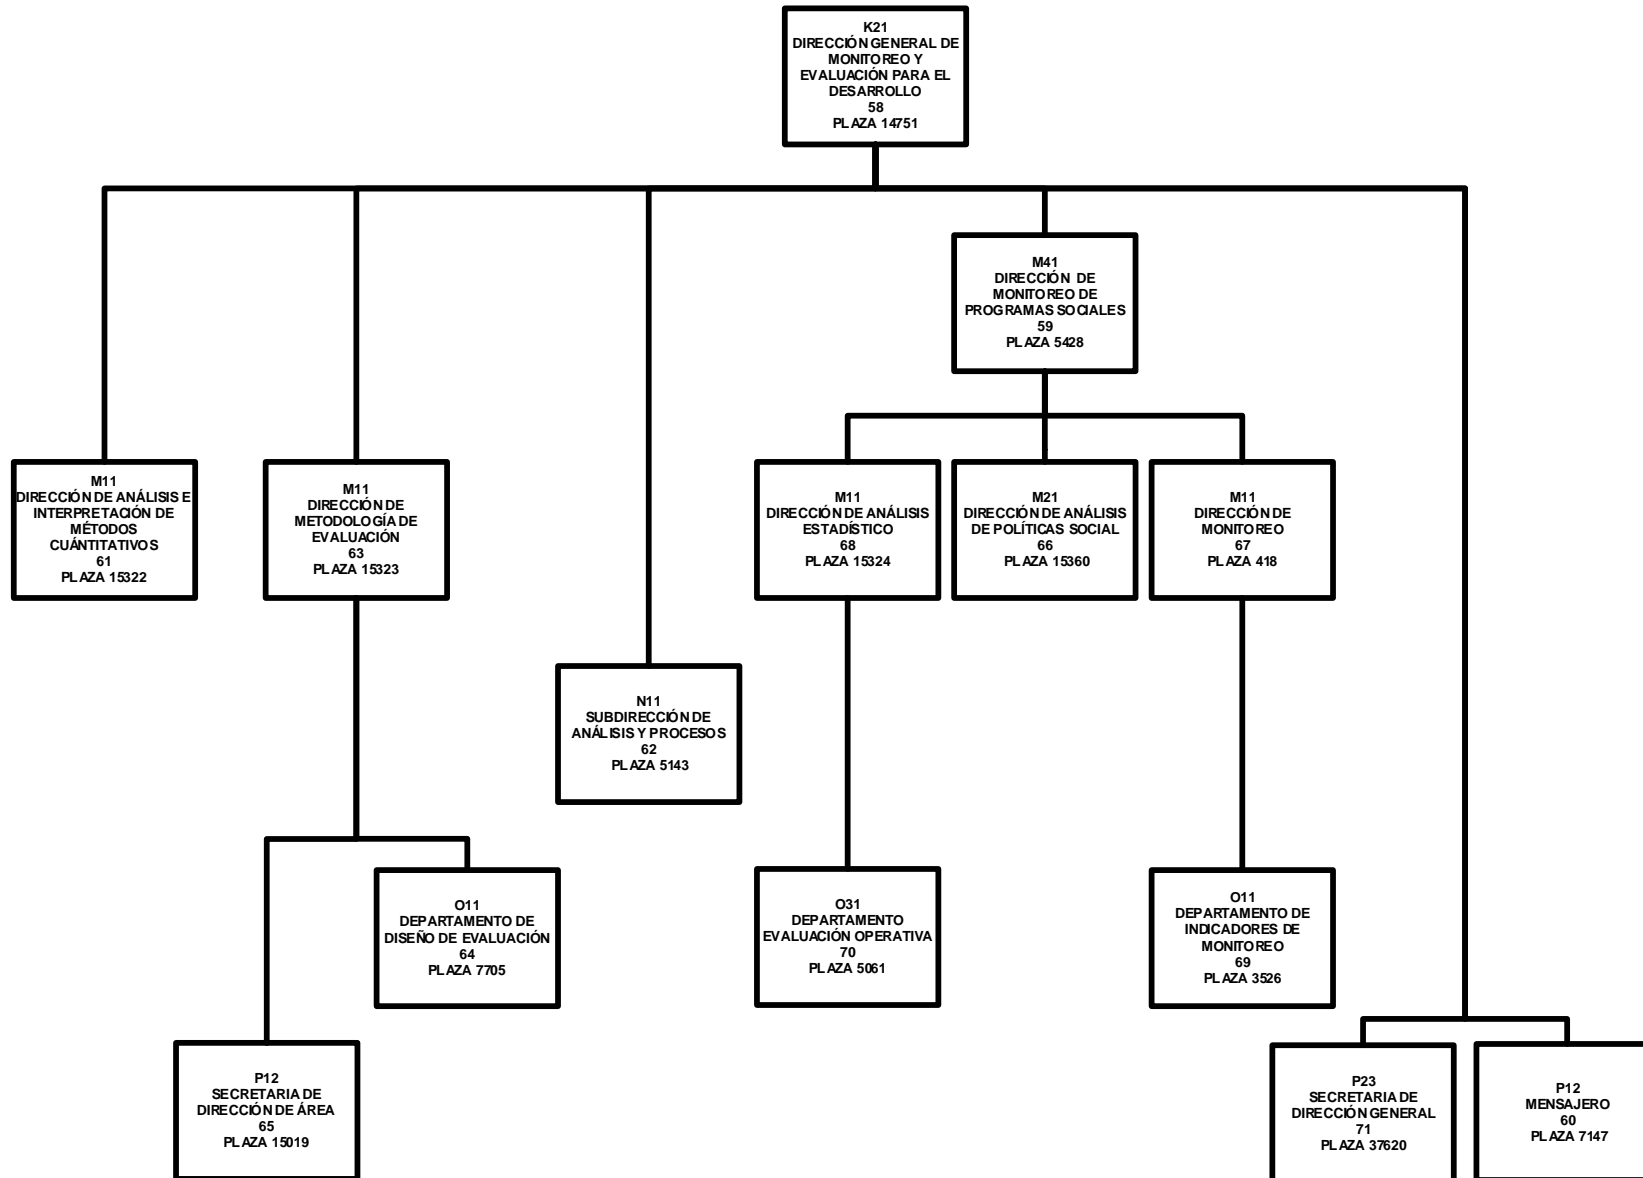 K21
DIRECCIÓN GENERAL DE
MONITOREO Y
EVALUACIÓN PARA EL
DESARROLLO
58
PLAZA 14751
M41
DIRECCIÓN DE
MONITOREO DE
PROGRAMAS SOCIALES
59
PLAZA 5428
M11
DIRECCIÓN DE ANÁLISIS E
INTERPRETACIÓN DE
MÉTODOS
CUÁNTITATIVOS
61
PLAZA 15322
M11
DIRECCIÓN DE
METODOLOGÍA DE
EVALUACIÓN
63
PLAZA 15323
M11
DIRECCIÓN DE ANÁLISIS
ESTADÍSTICO
68
PLAZA 15324
M21
DIRECCIÓN DE ANÁLISIS
DE POLÍTICAS SOCIAL
66
PLAZA 15360
M11
DIRECCIÓN DE
MONITOREO
67
PLAZA 418
N11
SUBDIRECCIÓN DE
ANÁLISIS Y PROCESOS
62
PLAZA 5143
O11
DEPARTAMENTO DE
DISEÑO DE EVALUACIÓN
64
PLAZA 7705
O31
DEPARTAMENTO
EVALUACIÓN OPERATIVA
70
PLAZA 5061
O11
DEPARTAMENTO DE
INDICADORES DE
MONITOREO
69
PLAZA 3526
P12
SECRETARIA DE
DIRECCIÓN DE ÁREA
65
PLAZA 15019
P23
SECRETARIA DE
DIRECCIÓN GENERAL
71
PLAZA 37620
P12
MENSAJERO
60
PLAZA 7147